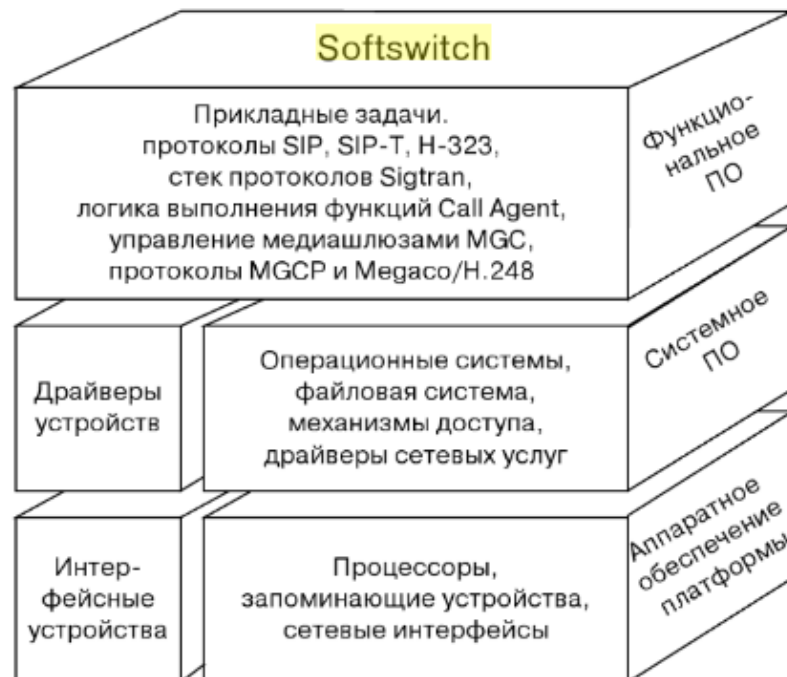 Softswitch
Прикладные задачи.
протоколы SIP, SIP-T, H-323,
стек протоколов Sigtran,
логика выполнения функций Call Agent,
управление медиашлюзами MGC,
протоколы MGCP и Megaco/H.248
Функцио-
нальное
ПО
Драйверы
устройств
Операционные системы,
файловая система,
механизмы доступа,
драйверы сетевых услуг
Системное
ПО
Интер-
фейсные
устройства
Процессоры,
запоминающие устройства,
сетевые интерфейсы
Аппаратное
обеспечение
платформы